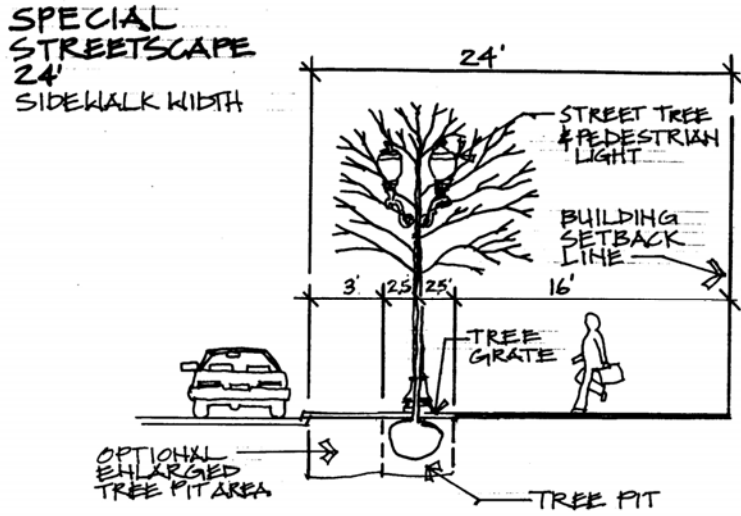 SPECIAL
STREETSCAPE
24'
SIDEWALK WIDTH
24'
STREET TREE
& PEDESTRIAN
LIGHT
BUILDING
SETBACK
LINE
3' 2.5' 2.5' 16'
TREE
GRATE
OPTIONAL
ENLARGED
TREE PIT AREA
TREE PIT